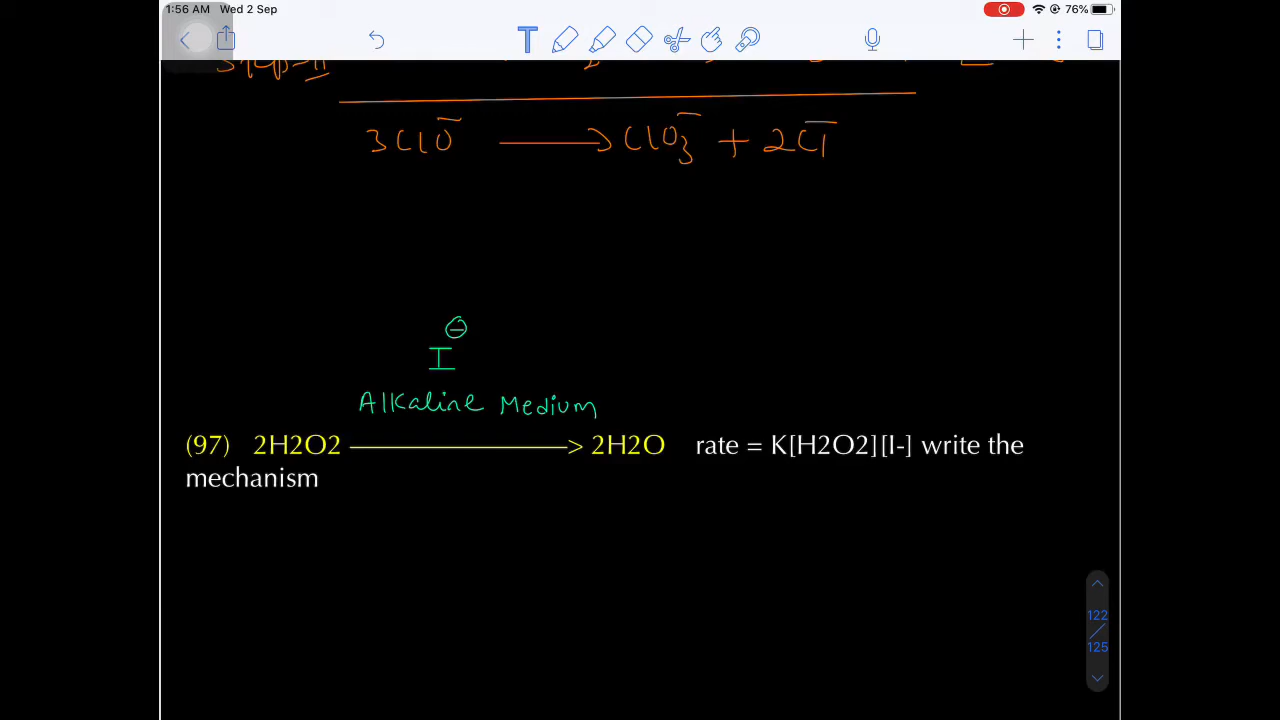 1:56 AM Wed 2 Sep
76%
3ClO⁻ → ClO₃⁻ + 2Cl⁻
I⊖
Alkaline Medium
(97) 2H2O2 ————————> 2H2O rate = K[H2O2][I-] write the
mechanism
122
125